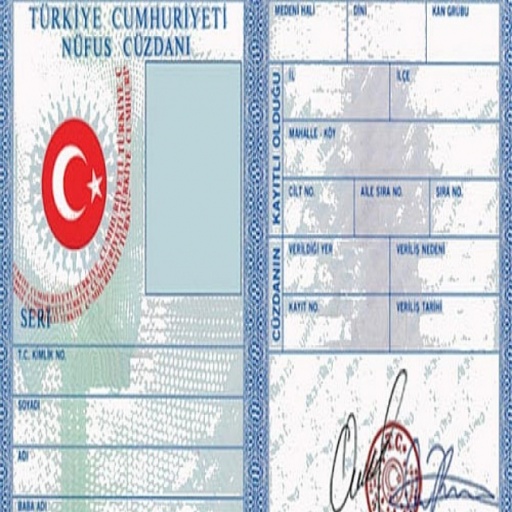 TÜRKİYE CUMHURİYETİ
NÜFUS CÜZDANI
SERİ
T.C. KİMLİK NO.
SOYADI
ADI
BABA ADI
MEDENİ HALİ
DİNİ
KAN GRUBU
CÜZDANIN KAYITLI OLDUĞU
İL
İLÇE
MAHALLE - KÖY
CİLT NO.
AİLE SIRA NO.
SIRA NO.
VERİLDİĞİ YER
VERİLİŞ NEDENİ
KAYIT NO.
VERİLİŞ TARİHİ
T.C.